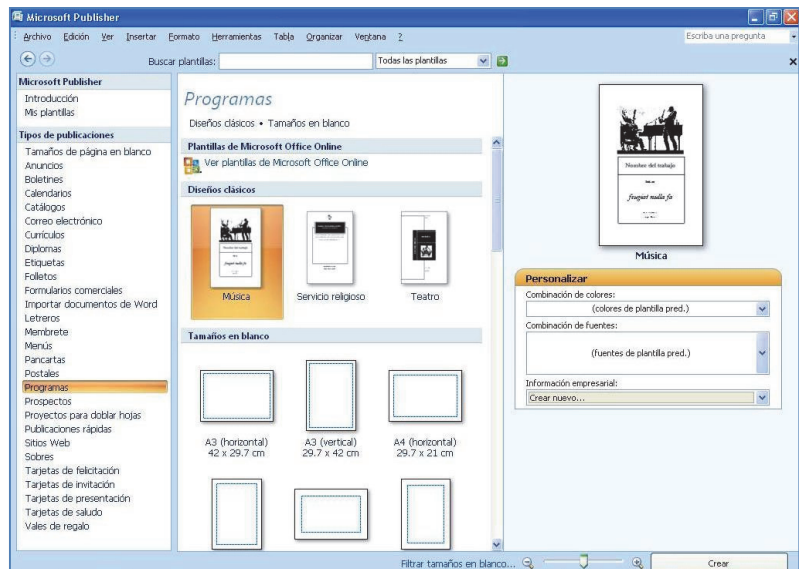 Microsoft Publisher
Archivo Edición Ver Insertar Formato Herramientas Tabla Organizar Ventana ?
Escriba una pregunta
Buscar plantillas:
Todas las plantillas
Microsoft Publisher
Introducción
Mis plantillas
Tipos de publicaciones
Tamaños de página en blanco
Anuncios
Boletines
Calendarios
Catálogos
Correo electrónico
Currículos
Diplomas
Etiquetas
Folletos
Formularios comerciales
Importar documentos de Word
Letreros
Membrete
Menús
Pancartas
Postales
Programas
Prospectos
Proyectos para doblar hojas
Publicaciones rápidas
Sitios Web
Sobres
Tarjetas de felicitación
Tarjetas de invitación
Tarjetas de presentación
Tarjetas de saludo
Vales de regalo
Programas
Diseños clásicos • Tamaños en blanco
Plantillas de Microsoft Office Online
Ver plantillas de Microsoft Office Online
Diseños clásicos
Música
Servicio religioso
Teatro
Tamaños en blanco
A3 (horizontal)
42 x 29.7 cm
A3 (vertical)
29.7 x 42 cm
A4 (horizontal)
29.7 x 21 cm
Nombre del trabajo
feugait nulla fa
Música
Personalizar
Combinación de colores:
(colores de plantilla pred.)
Combinación de fuentes:
(fuentes de plantilla pred.)
Información empresarial:
Crear nuevo...
Filtrar tamaños en blanco...
Crear